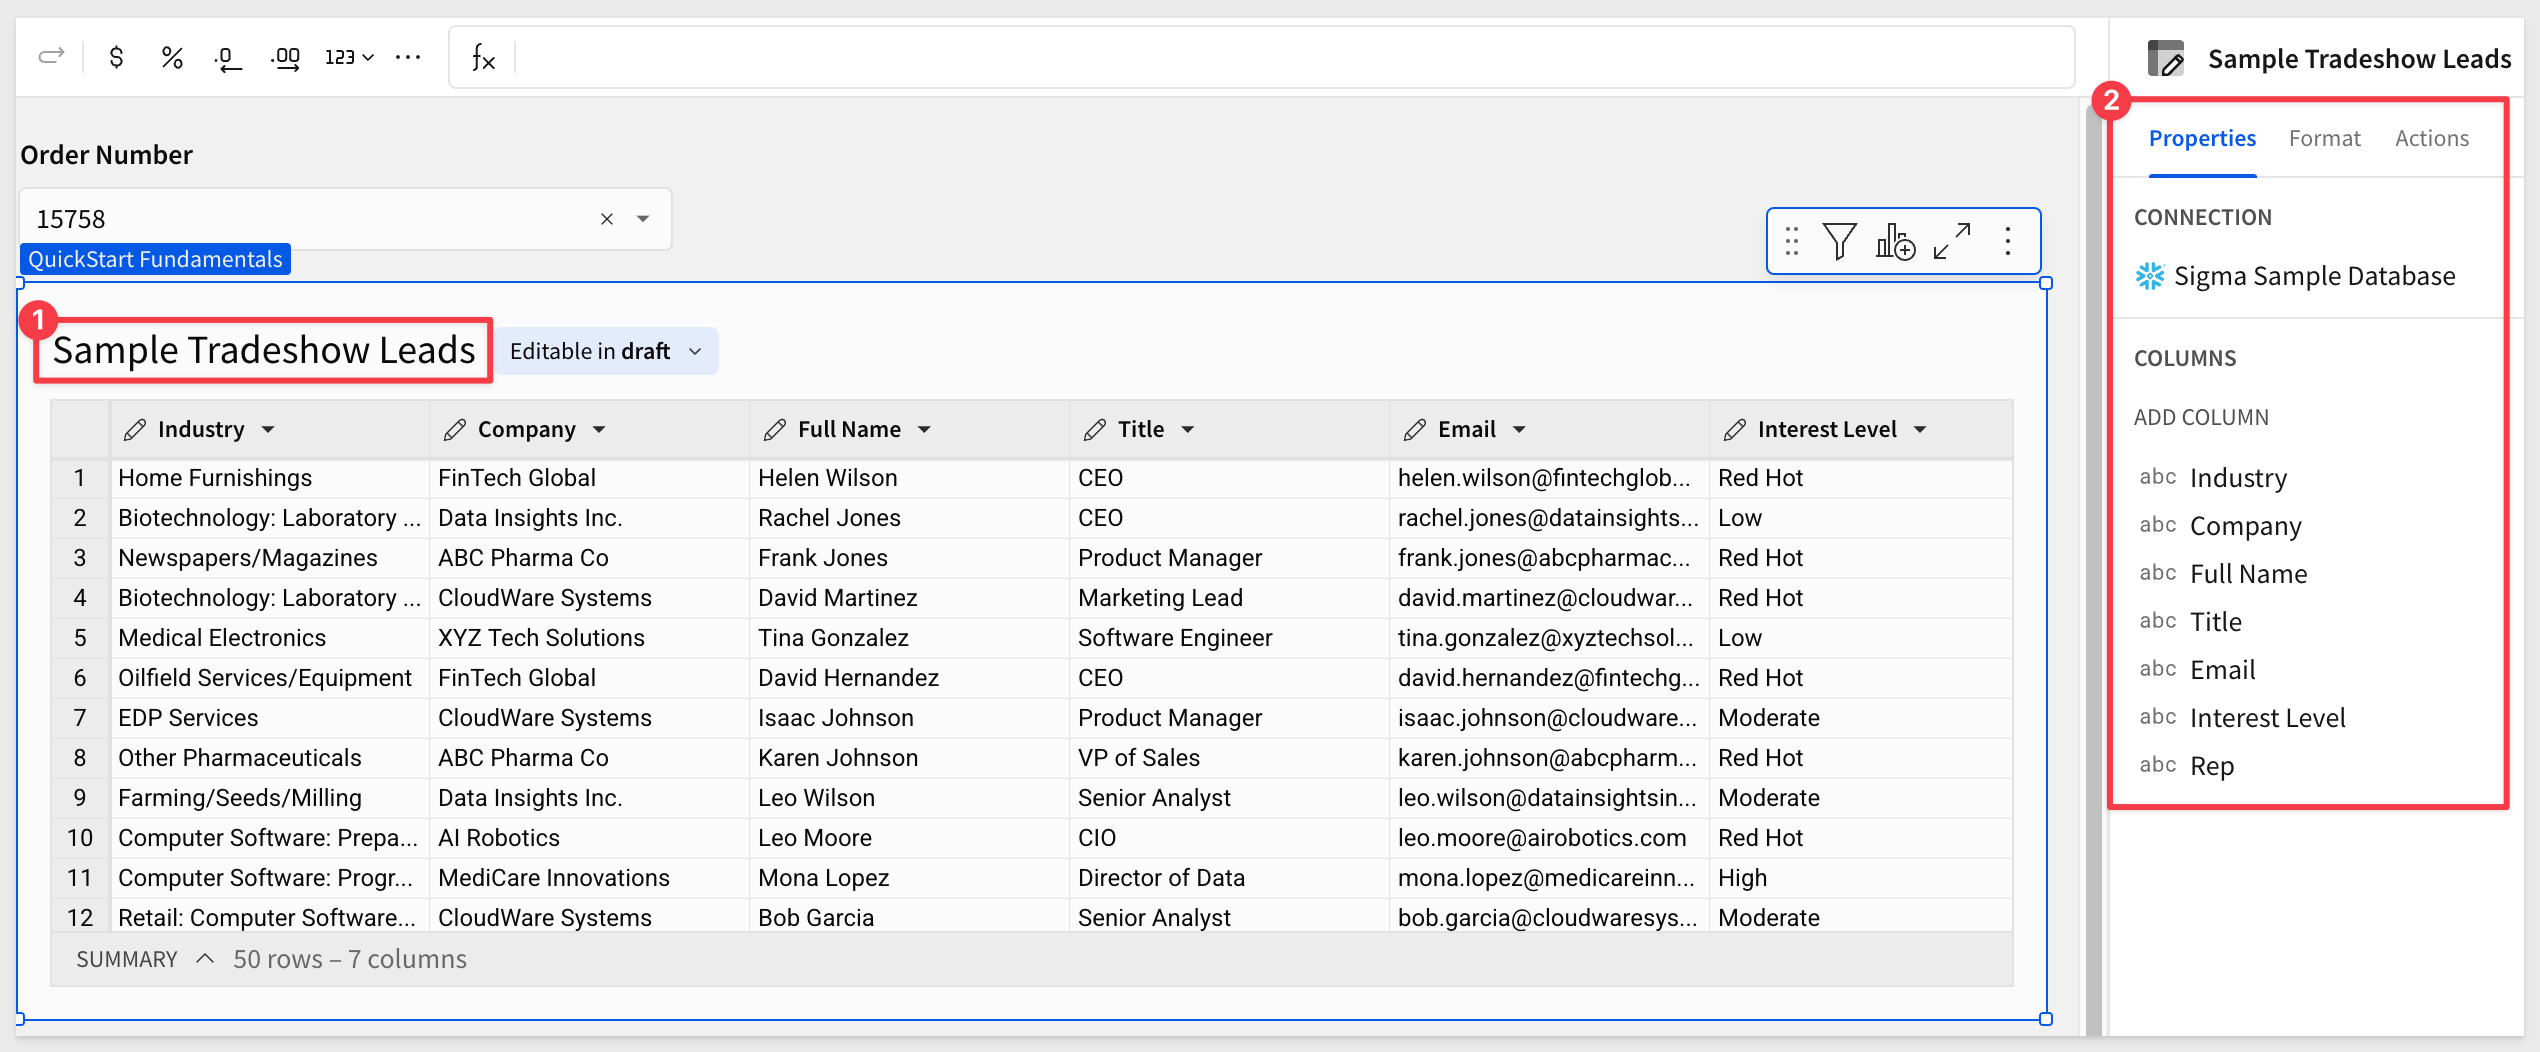 $ % .0 .00 123 ... fx
Sample Tradeshow Leads
Order Number
15758
QuickStart Fundamentals
1
Sample Tradeshow Leads Editable in draft
Industry Company Full Name Title Email Interest Level
1 Home Furnishings FinTech Global Helen Wilson CEO helen.wilson@fintechglob... Red Hot
2 Biotechnology: Laboratory ... Data Insights Inc. Rachel Jones CEO rachel.jones@datainsights... Low
3 Newspapers/Magazines ABC Pharma Co Frank Jones Product Manager frank.jones@abcpharmac... Red Hot
4 Biotechnology: Laboratory ... CloudWare Systems David Martinez Marketing Lead david.martinez@cloudwar... Red Hot
5 Medical Electronics XYZ Tech Solutions Tina Gonzalez Software Engineer tina.gonzalez@xyztechsol... Low
6 Oilfield Services/Equipment FinTech Global David Hernandez CEO david.hernandez@fintechg... Red Hot
7 EDP Services CloudWare Systems Isaac Johnson Product Manager isaac.johnson@cloudware... Moderate
8 Other Pharmaceuticals ABC Pharma Co Karen Johnson VP of Sales karen.johnson@abcpharm... Red Hot
9 Farming/Seeds/Milling Data Insights Inc. Leo Wilson Senior Analyst leo.wilson@datainsightsin... Moderate
10 Computer Software: Prepa... AI Robotics Leo Moore CIO leo.moore@airobotics.com Red Hot
11 Computer Software: Progr... MediCare Innovations Mona Lopez Director of Data mona.lopez@medicareinn... High
12 Retail: Computer Software... CloudWare Systems Bob Garcia Senior Analyst bob.garcia@cloudwaresys... Moderate
SUMMARY 50 rows – 7 columns
2
Properties Format Actions
CONNECTION
Sigma Sample Database
COLUMNS
ADD COLUMN
abc Industry
abc Company
abc Full Name
abc Title
abc Email
abc Interest Level
abc Rep